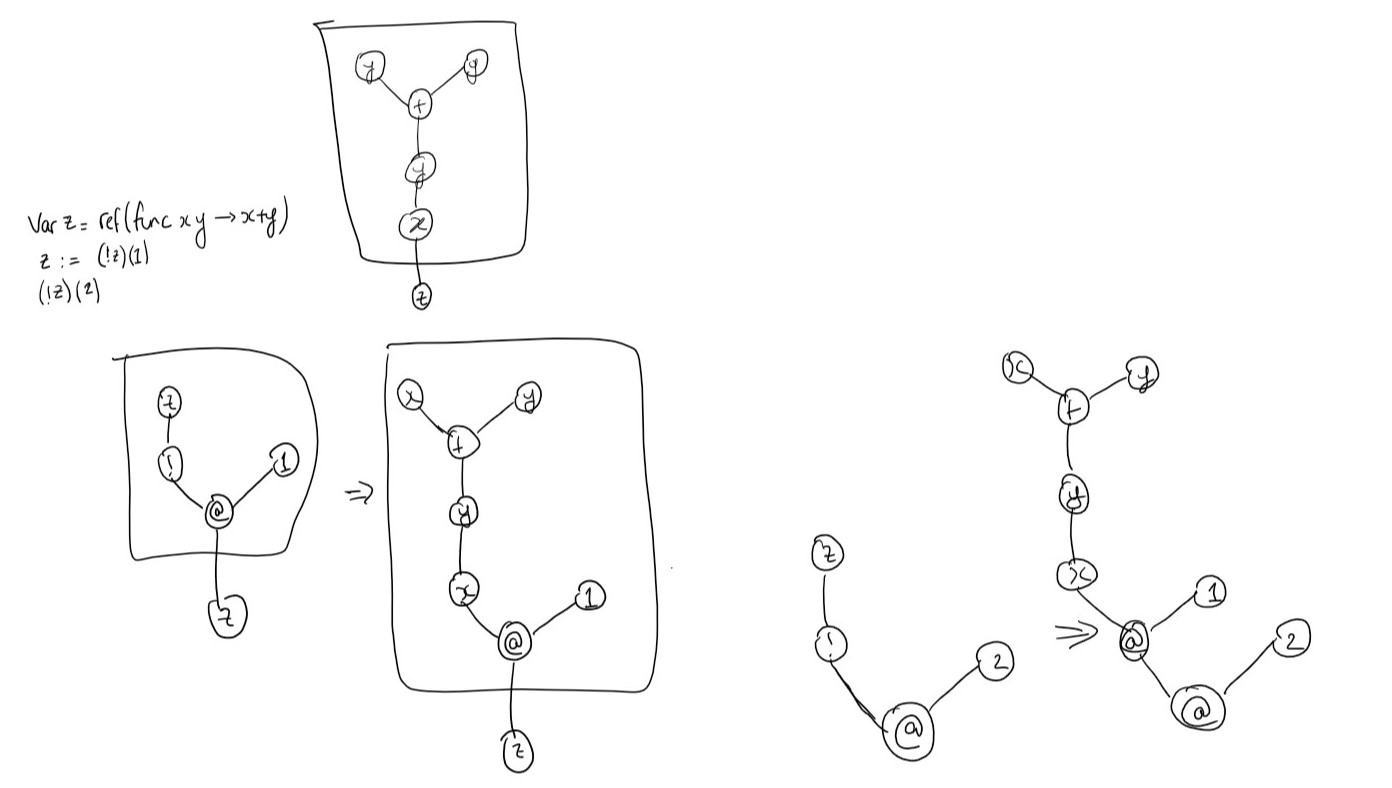 y y
+
y
x
z
Var z = ref(func x y → x+y)
z := (!z)(1)
(!z)(2)
z
!
1
@
z
⇒
x y
+
y
x
1
@
z
z
!
2
@
⇒
x y
+
y
x
1
@
2
@